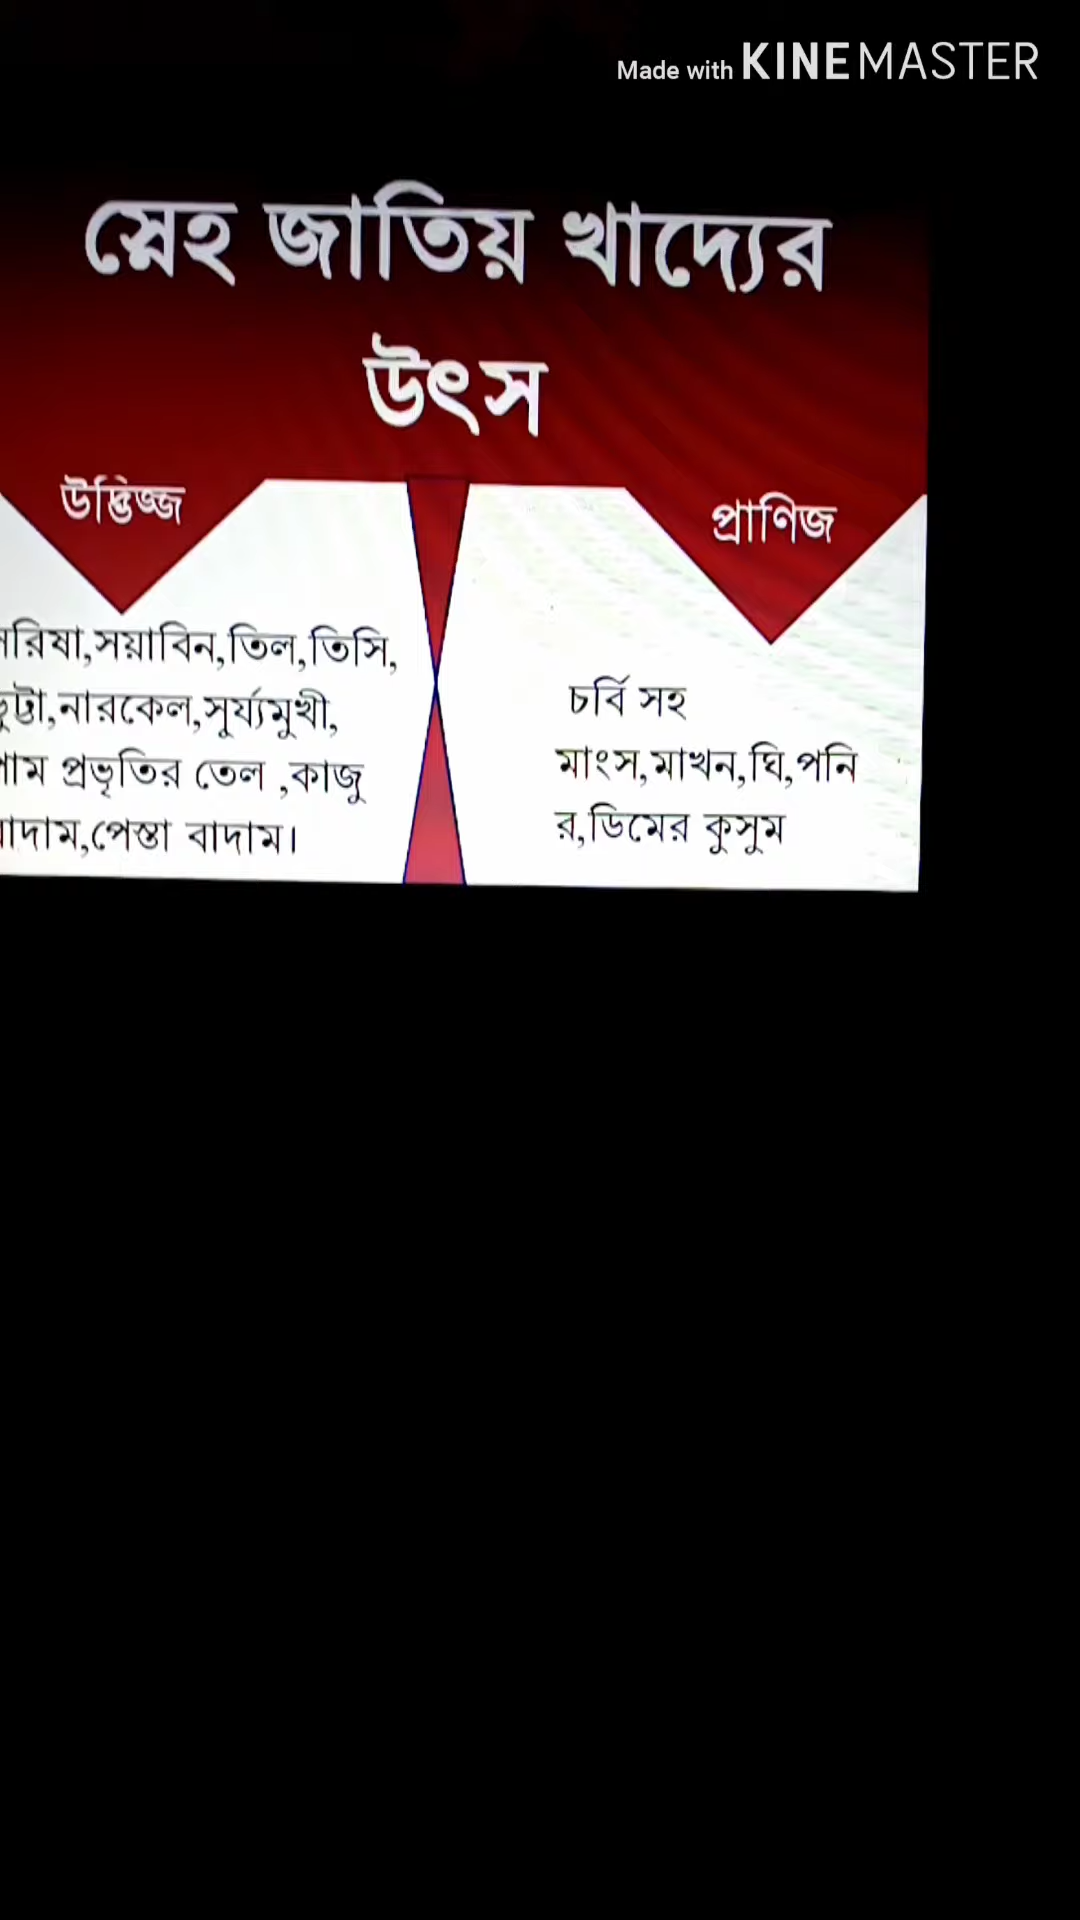 Made with KINEMASTER
স্নেহ জাতিয় খাদ্যের
উৎস
উদ্ভিজ্জ
প্রাণিজ
সয়াবিন,তিল,তিসি,
নারকেল,সুর্য্যমুখী,
প্রভৃতির তেল ,কাজু
পেস্তা বাদাম।
চর্বি সহ
মাংস,মাখন,ঘি,পনি
র,ডিমের কুসুম